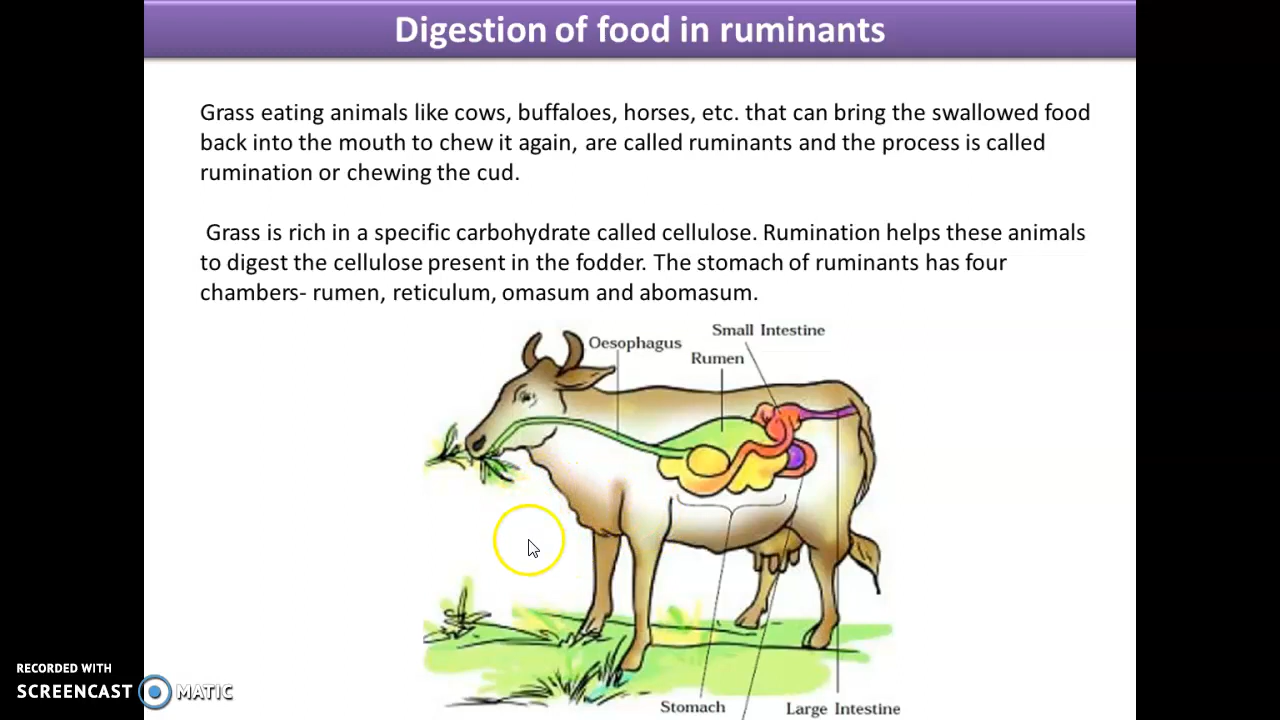 Digestion of food in ruminants
Grass eating animals like cows, buffaloes, horses, etc. that can bring the swallowed food
back into the mouth to chew it again, are called ruminants and the process is called
rumination or chewing the cud.
Grass is rich in a specific carbohydrate called cellulose. Rumination helps these animals
to digest the cellulose present in the fodder. The stomach of ruminants has four
chambers- rumen, reticulum, omasum and abomasum.
Small Intestine
Oesophagus
Rumen
Stomach
Large Intestine
RECORDED WITH
SCREENCAST MATIC